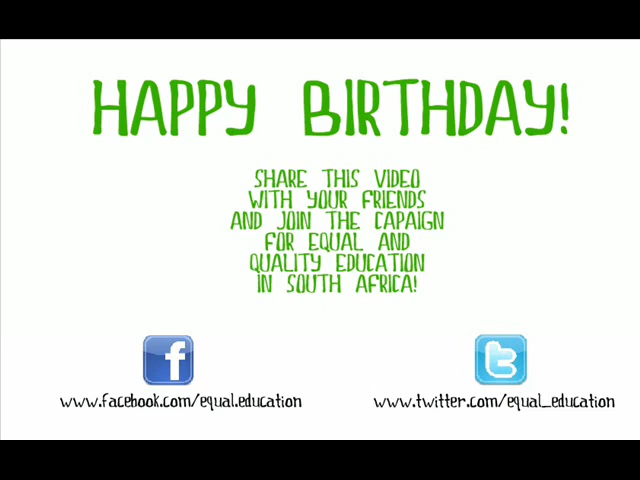 HAPPY BIRTHDAY!
SHARE THIS VIDEO
WITH YOUR FRIENDS
AND JOIN THE CAPAIGN
FOR EQUAL AND
QUALITY EDUCATION
IN SOUTH AFRICA!
www.facebook.com/equal.education
www.twitter.com/equal_education